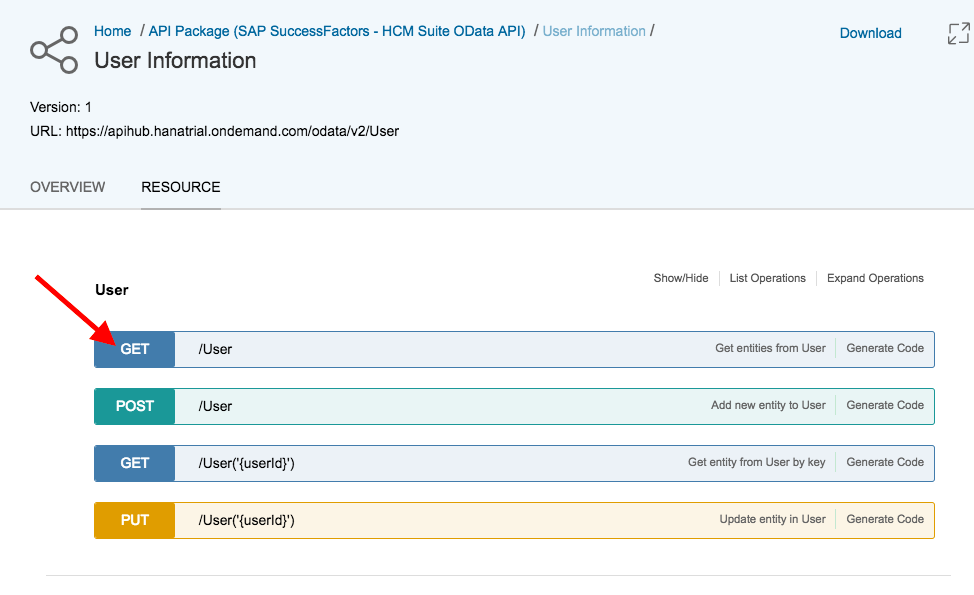 Home / API Package (SAP SuccessFactors - HCM Suite OData API) / User Information / Download
User Information
Version: 1
URL: https://apihub.hanatrial.ondemand.com/odata/v2/User
OVERVIEW RESOURCE
User Show/Hide List Operations Expand Operations
GET /User Get entities from User Generate Code
POST /User Add new entity to User Generate Code
GET /User('{userId}') Get entity from User by key Generate Code
PUT /User('{userId}') Update entity in User Generate Code